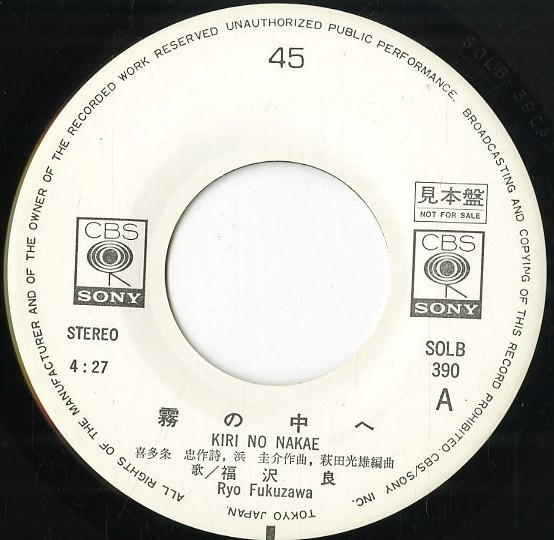 ALL RIGHTS OF THE MANUFACTURER AND OF THE OWNER OF THE RECORDED WORK RESERVED UNAUTHORIZED PUBLIC PERFORMANCE, BROADCASTING AND COPYING OF THIS RECORD PROHIBITED. CBS/SONY INC. TOKYO JAPAN.
45
見本盤
NOT FOR SALE
CBS
SONY
CBS
SONY
STEREO
4:27
SOLB
390
A
霧の中へ
KIRI NO NAKAE
喜多条 忠作詩, 浜 圭介作曲, 萩田光雄編曲
歌/福沢 良
Ryo Fukuzawa